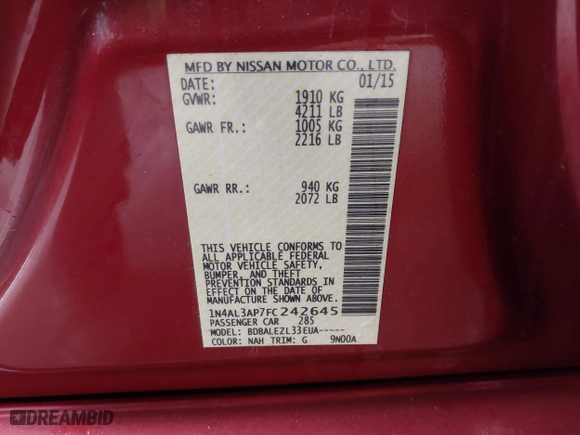 MFD BY NISSAN MOTOR CO., LTD.
DATE: 01/15
GVWR: 1910 KG
4211 LB
GAWR FR.: 1005 KG
2216 LB
GAWR RR.: 940 KG
2072 LB
THIS VEHICLE CONFORMS TO
ALL APPLICABLE FEDERAL
MOTOR VEHICLE SAFETY,
BUMPER, AND THEFT
PREVENTION STANDARDS
IN EFFECT ON THE DATE OF
MANUFACTURE SHOWN ABOVE.
1N4AL3AP7FC242645
PASSENGER CAR 285
MODEL: BDBALEZL33EUA-----
COLOR: NAH TRIM: G 9N00A
DREAMBID